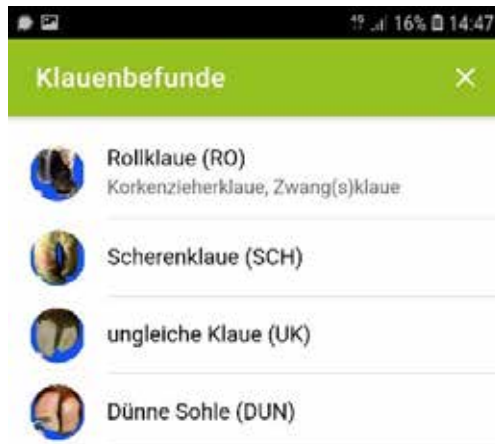 16% 14:47
Klauenbefunde
Rollklaue (RO)
Korkenzieherklaue, Zwang(s)klaue
Scherenklaue (SCH)
ungleiche Klaue (UK)
Dünne Sohle (DUN)